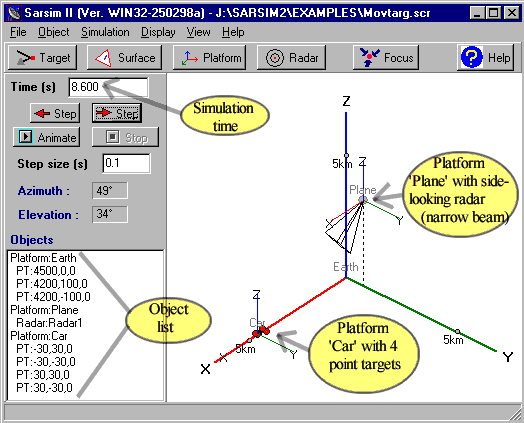 Sarsim II (Ver. WIN32-250298a) - J:\SARSIM2\EXAMPLES\Movtarg.scr
File Object Simulation Display View Help
Target Surface Platform Radar Focus Help
Time (s) 8.600
Step Step
Animate Stop
Step size (s) 0.1
Azimuth : 49°
Elevation : 34°
Objects
Platform:Earth
PT:4500,0,0
PT:4200,100,0
PT:4200,-100,0
Platform:Plane
Radar:Radar1
Platform:Car
PT:-30,30,0
PT:-30,-30,0
PT:30,30,0
PT:30,-30,0
Simulation
time
Object
list
Z
5km
Z
Plane
X
Y
Earth
Platform
'Plane' with side-
looking radar
(narrow beam)
Z
Car
Y
5km
X
X
5km
Y
Platform
'Car' with 4
point targets